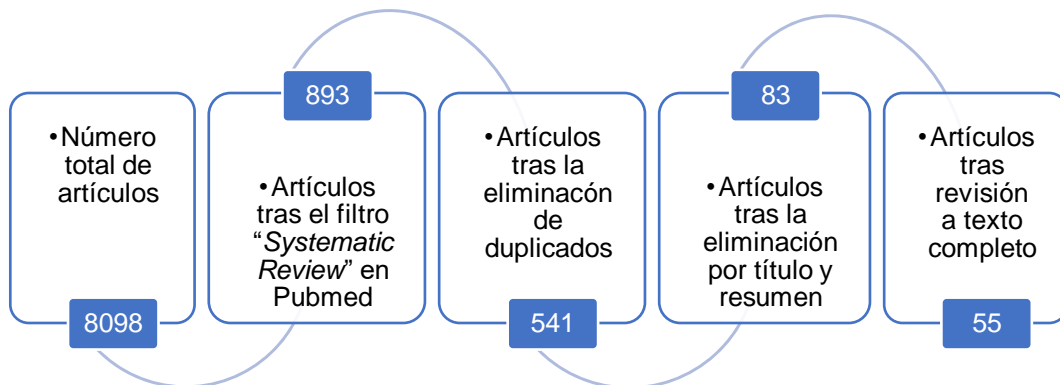 •Número
total de
artículos
8098
893
•Artículos
tras el filtro
“Systematic
Review” en
Pubmed
•Artículos
tras la
eliminacón
de
duplicados
541
83
•Artículos
tras la
eliminación
por título y
resumen
•Artículos
tras
revisión
a texto
completo
55